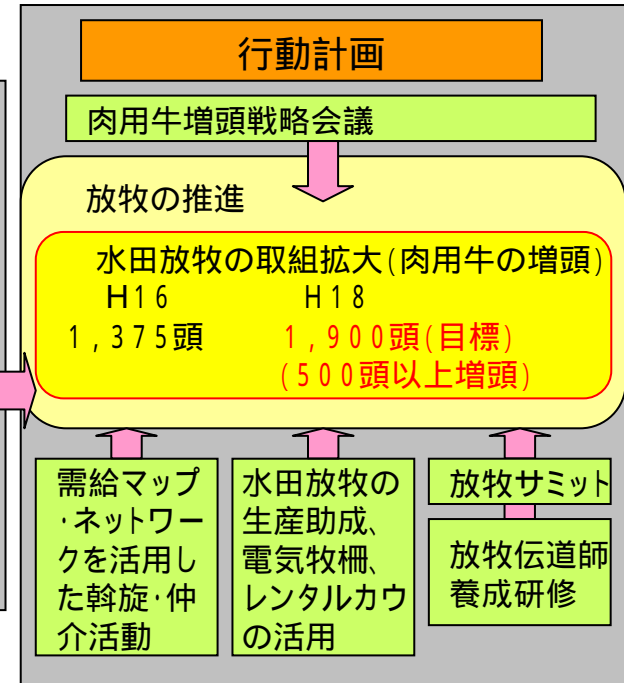 行動計画
肉用牛増頭戦略会議
放牧の推進
水田放牧の取組拡大(肉用牛の増頭)
H16 H18
1,375頭 1,900頭(目標)
(500頭以上増頭)
需給マップ
・ネットワー
クを活用し
た斡旋・仲
介活動
水田放牧の
生産助成、
電気牧柵、
レンタルカウ
の活用
放牧サミット
放牧伝道師
養成研修